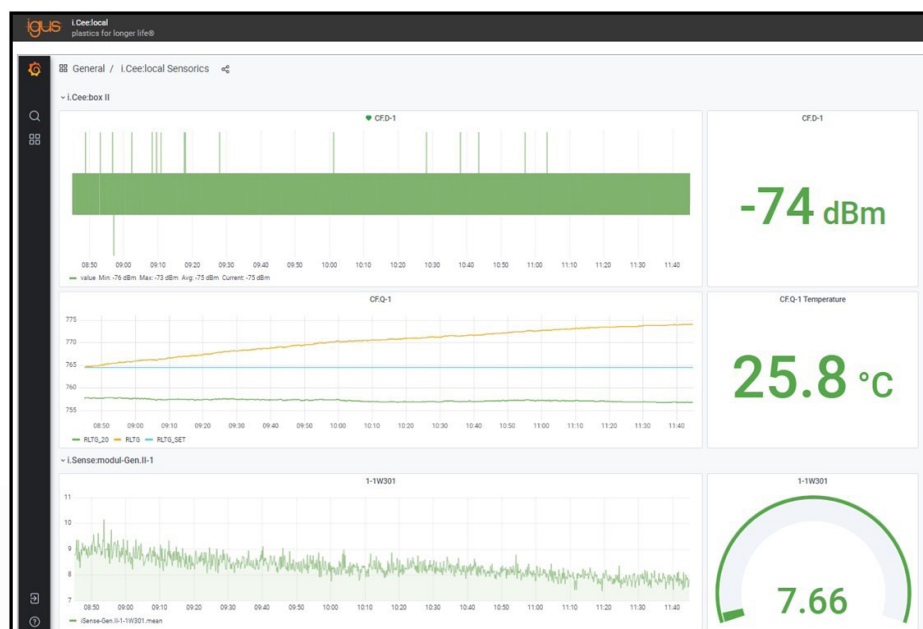 igus i.Cee:local
plastics for longer life®
General / i.Cee:local Sensorics
i.Cee:box II
CF.D-1
08:50 09:00 09:10 09:20 09:30 09:40 09:50 10:00 10:10 10:20 10:30 10:40 10:50 11:00 11:10 11:20 11:30 11:40
value Min: -76 dBm Max: -73 dBm Avg: -75 dBm Current: -75 dBm
CF.D-1
-74 dBm
CF.Q-1
775
770
765
760
755
08:50 09:00 09:10 09:20 09:30 09:40 09:50 10:00 10:10 10:20 10:30 10:40 10:50 11:00 11:10 11:20 11:30 11:40
RLTG_20 RLTG RLTG_SET
CF.Q-1 Temperature
25.8 °C
i.Sense:modul-Gen.II-1
1-1W301
11
10
9
8
7
08:50 09:00 09:10 09:20 09:30 09:40 09:50 10:00 10:10 10:20 10:30 10:40 10:50 11:00 11:10 11:20 11:30 11:40
iSense-Gen.II-1-1W301.mean
1-1W301
7.66